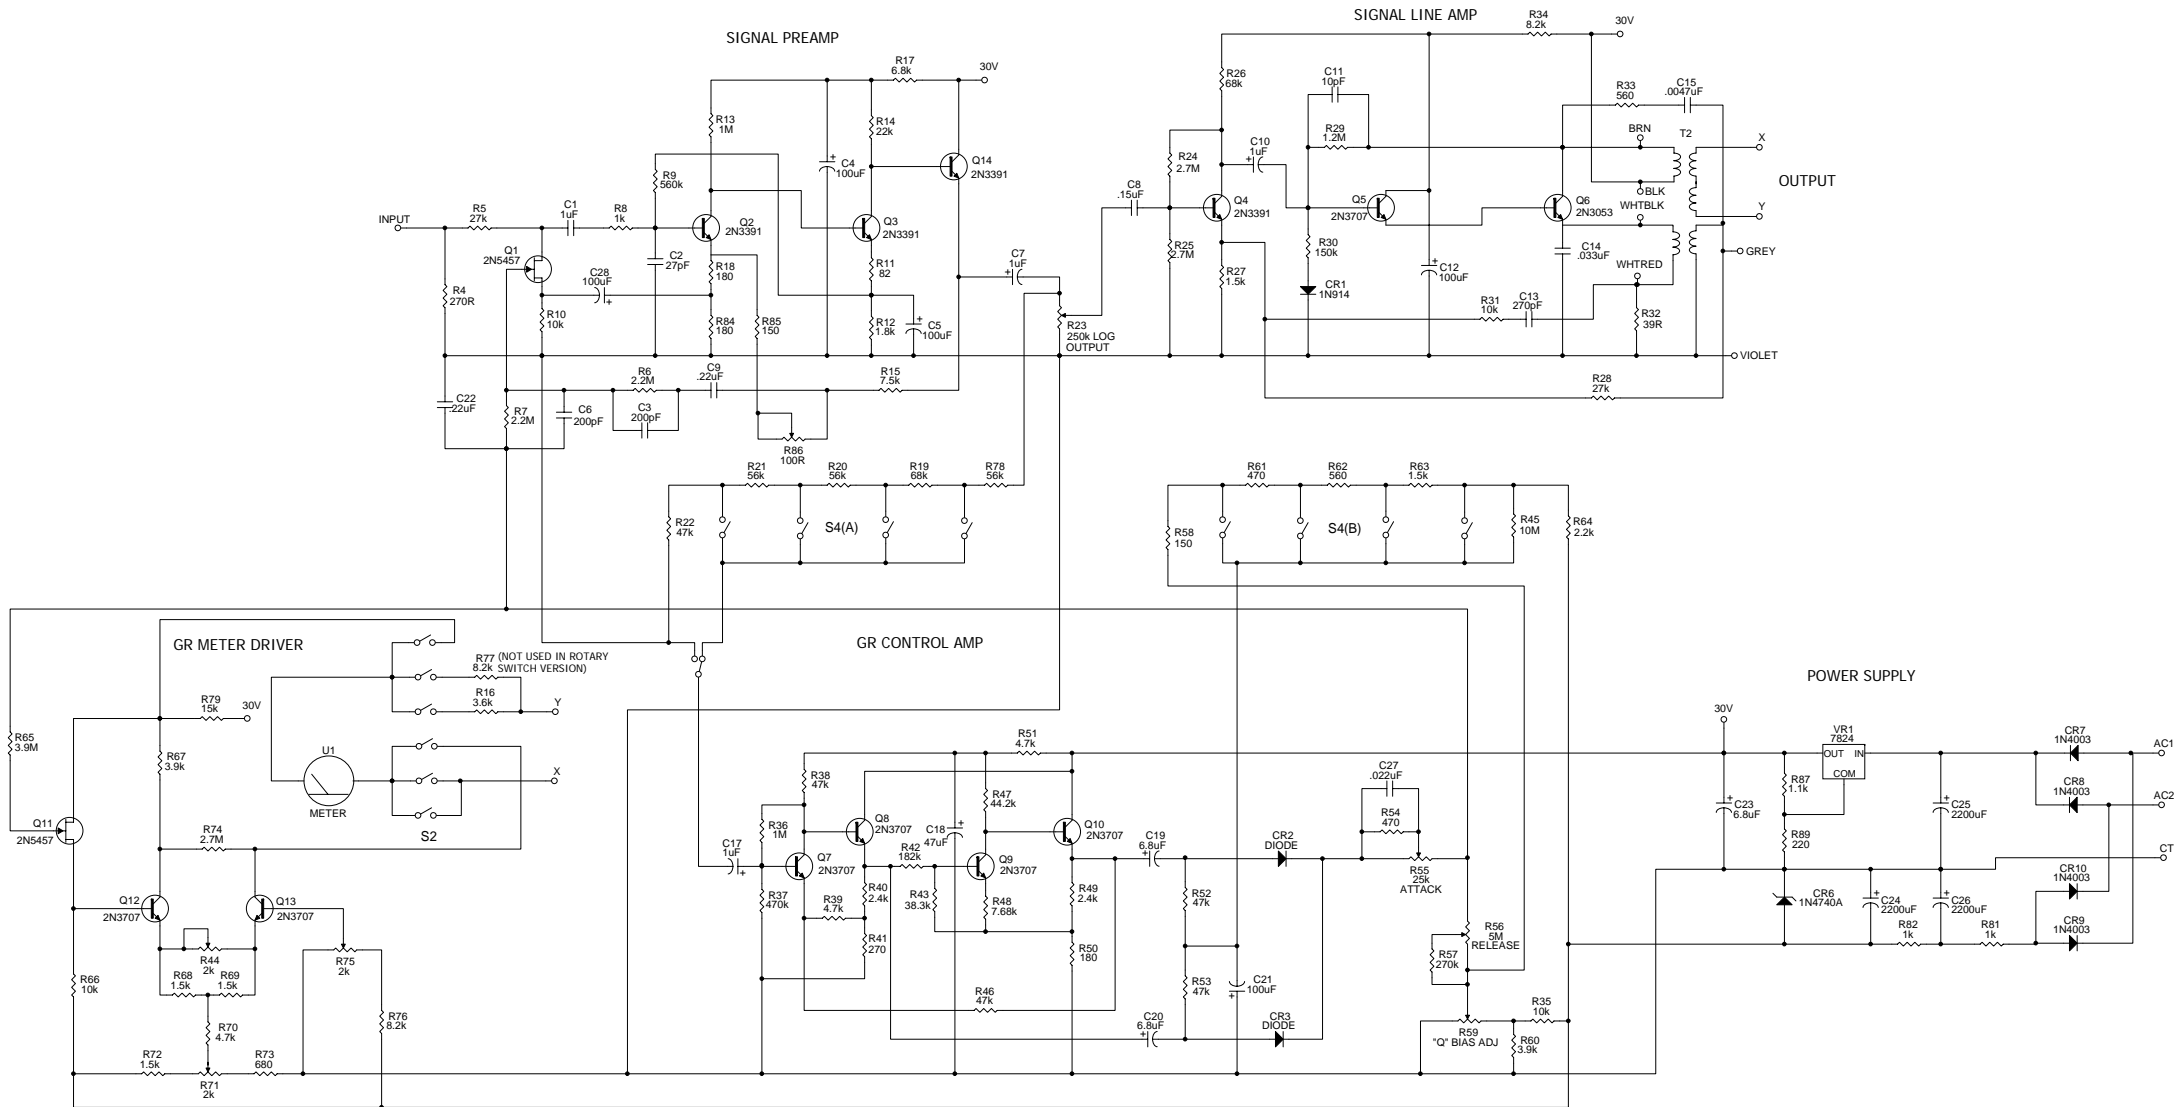 SIGNAL PREAMP
SIGNAL LINE AMP
R34
8.2k
30V
R17
6.8k
30V
R13
1M
R14
22k
C4
100uF
Q14
2N3391
R9
560k
INPUT
R5
27k
C1
1uF
R8
1k
Q2
2N3391
Q3
2N3391
Q1
2N5457
C28
100uF
C2
27pF
R18
180
R11
82
R4
270R
R10
10k
R84
180
R85
150
R12
1.8k
C5
100uF
C7
1uF
R23
250k LOG
OUTPUT
R6
2.2M
C9
.22uF
R15
7.5k
C22
.22uF
R7
2.2M
C6
200pF
C3
200pF
R86
100R
R26
68k
C11
10pF
R33
560
C15
.0047uF
R29
1.2M
BRN
T2
X
R24
2.7M
C10
1uF
C8
.15uF
Q4
2N3391
Q5
2N3707
Q6
2N3053
BLK
WHTBLK
OUTPUT
Y
R25
2.7M
R27
1.5k
R30
150k
CR1
1N914
C12
100uF
C14
.033uF
WHTRED
GREY
R31
10k
C13
270pF
R32
39R
VIOLET
R28
27k
R21
56k
R20
56k
R19
68k
R78
56k
R22
47k
S4(A)
R61
470
R62
560
R63
1.5k
R58
150
S4(B)
R45
10M
R64
2.2k
GR METER DRIVER
GR CONTROL AMP
POWER SUPPLY
R77
8.2k
(NOT USED IN ROTARY
SWITCH VERSION)
R16
3.6k
Y
R79
15k
30V
R65
3.9M
R67
3.9k
U1
METER
X
S2
Q11
2N5457
R74
2.7M
Q12
2N3707
Q13
2N3707
R44
2k
R68
1.5k
R69
1.5k
R75
2k
R66
10k
R70
4.7k
R76
8.2k
R72
1.5k
R71
2k
R73
680
R51
4.7k
R38
47k
R47
44.2k
R36
1M
Q8
2N3707
C18
47uF
Q10
2N3707
C17
1uF
Q7
2N3707
R42
182k
Q9
2N3707
R37
470k
R39
4.7k
R40
2.4k
R43
38.3k
R48
7.68k
R49
2.4k
R41
270
R50
180
R46
47k
C19
6.8uF
CR2
DIODE
C27
.022uF
R54
470
R55
25k
ATTACK
R52
47k
R53
47k
C21
100uF
C20
6.8uF
CR3
DIODE
R56
5M
RELEASE
R57
270k
R59
"Q" BIAS ADJ
R35
10k
R60
3.9k
30V
VR1
7824
OUT
IN
COM
CR7
1N4003
AC1
CR8
1N4003
AC2
R87
1.1k
C23
6.8uF
C25
2200uF
R89
220
CT
CR10
1N4003
CR6
1N4740A
C24
2200uF
C26
2200uF
R82
1k
R81
1k
CR9
1N4003